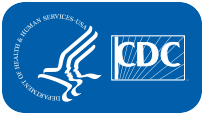 DEPARTMENT OF HEALTH & HUMAN SERVICES-USA
CDC